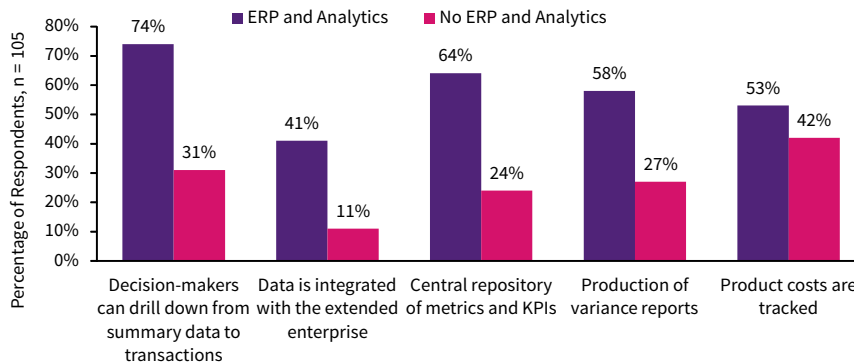 ERP and Analytics
No ERP and Analytics
Percentage of Respondents, n = 105
80%
70%
60%
50%
40%
30%
20%
10%
0%
74%
31%
41%
11%
64%
24%
58%
27%
53%
42%
Decision-makers
can drill down from
summary data to
transactions
Data is integrated
with the extended
enterprise
Central repository
of metrics and KPIs
Production of
variance reports
Product costs are
tracked